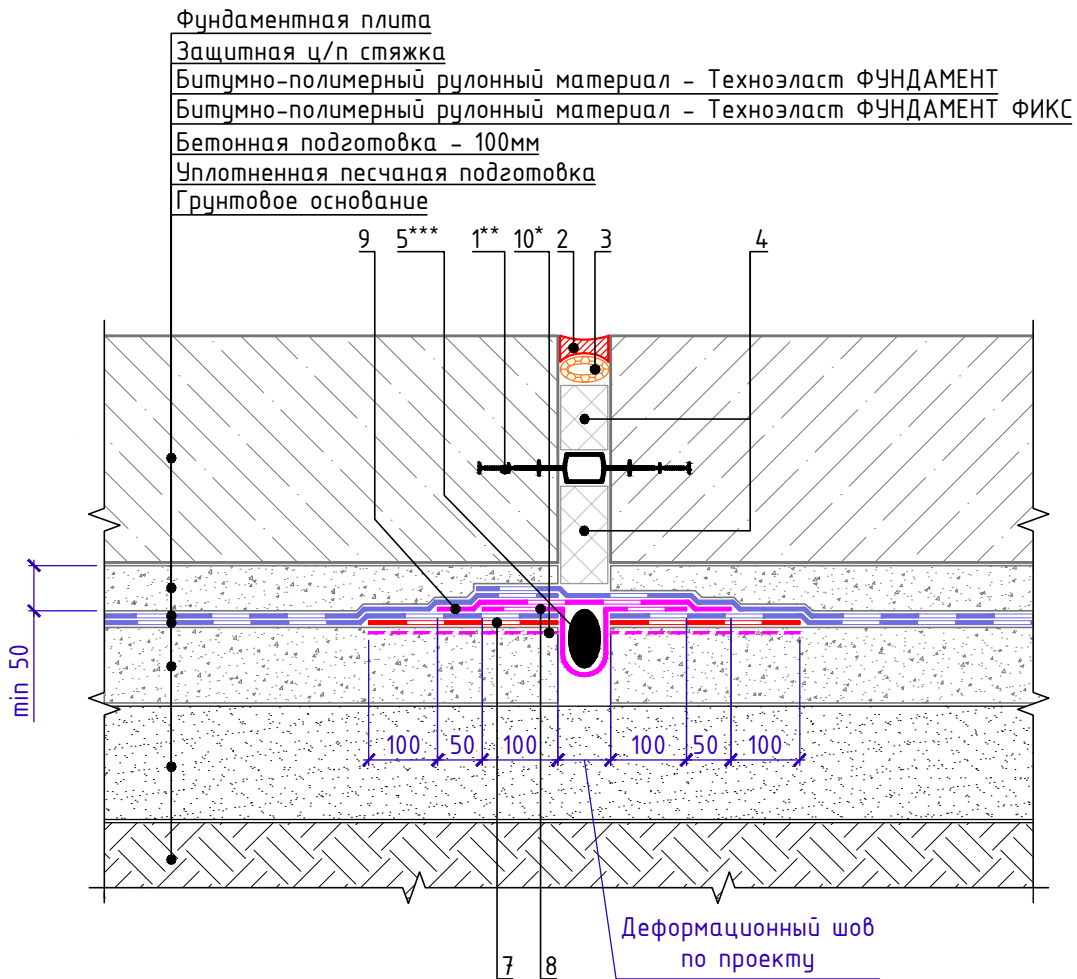 Фундаментная плита
Защитная ц/п стяжка
Битумно-полимерный рулонный материал - Техноэласт ФУНДАМЕНТ
Битумно-полимерный рулонный материал - Техноэласт ФУНДАМЕНТ ФИКС
Бетонная подготовка - 100мм
Уплотненная песчаная подготовка
Грунтовое основание
9 5*** 1** 10* 2 3 4
min 50
100 50 100 100 50 100
Деформационный шов
по проекту
7 8